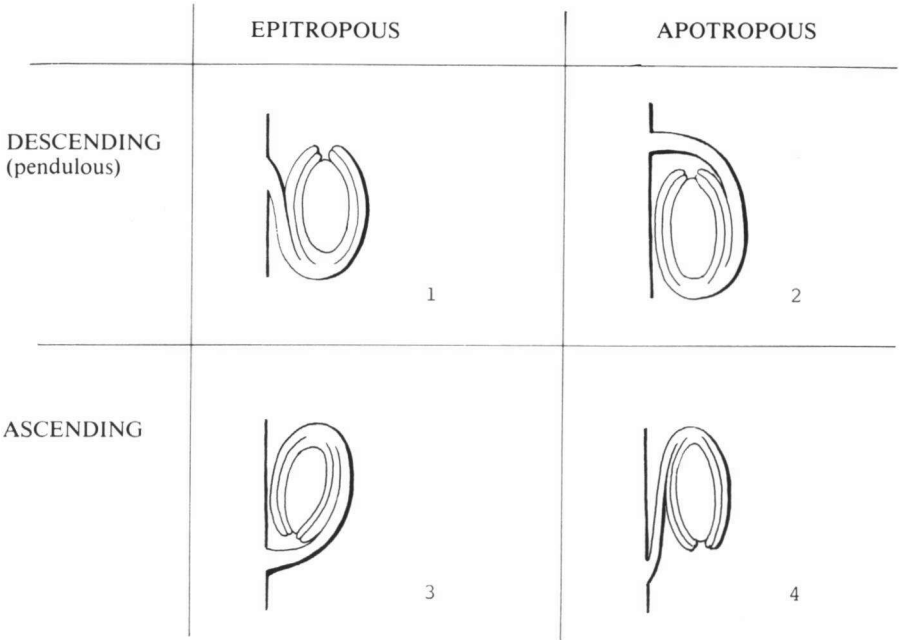 EPITROPOUS
APOTROPOUS
DESCENDING
(pendulous)
1
2
ASCENDING
3
4